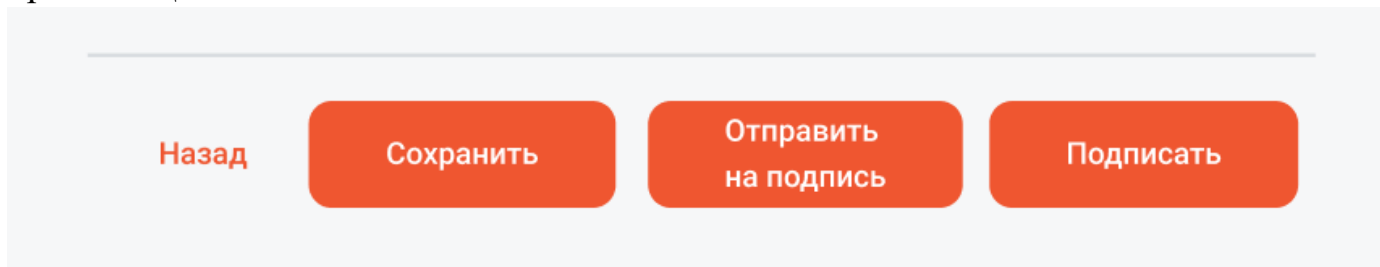 Назад
Сохранить
Отправить
на подпись
Подписать